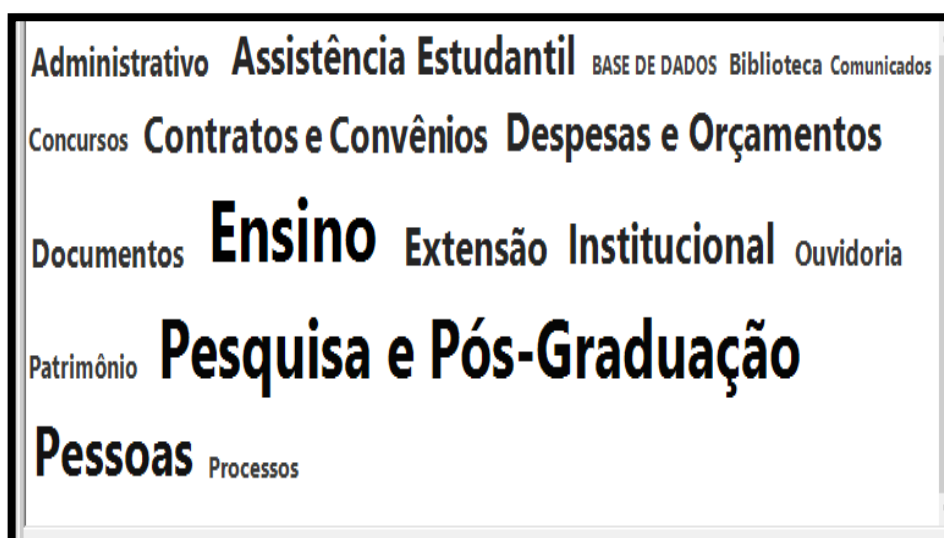 Administrativo Assistência Estudantil BASE DE DADOS Biblioteca Comunicados
Concursos Contratos e Convênios Despesas e Orçamentos
Documentos Ensino Extensão Institucional Ouvidoria
Patrimônio Pesquisa e Pós-Graduação
Pessoas Processos